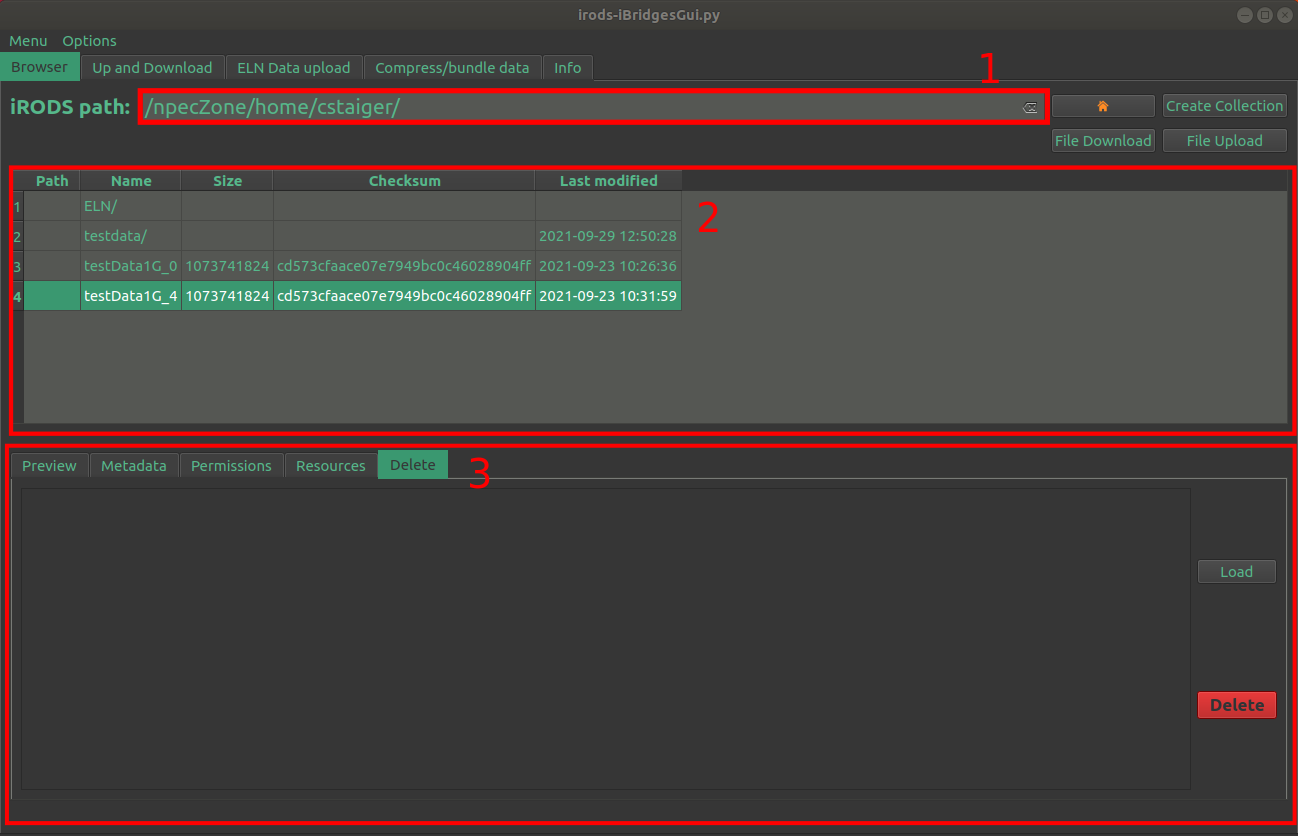 irods-iBridgesGui.py
Menu Options
Browser Up and Download ELN Data upload Compress/bundle data Info
1
iRODS path: /npecZone/home/cstaiger/ Create Collection
File Download File Upload
Path Name Size Checksum Last modified
1 ELN/
2 testdata/ 2021-09-29 12:50:28
2
3 testData1G_0 1073741824 cd573cfaace07e7949bc0c46028904ff 2021-09-23 10:26:36
4 testData1G_4 1073741824 cd573cfaace07e7949bc0c46028904ff 2021-09-23 10:31:59
Preview Metadata Permissions Resources Delete
3
Load
Delete